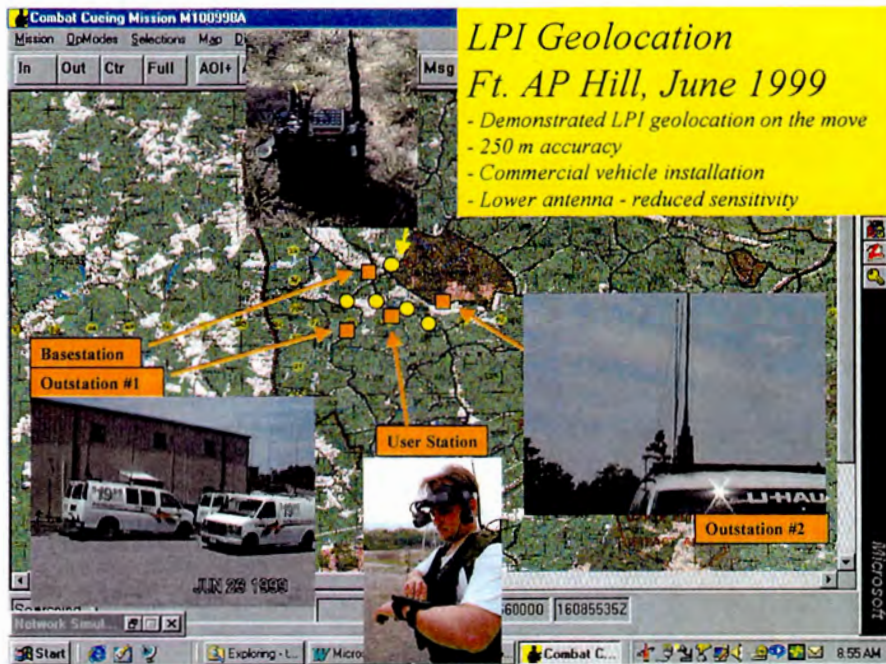 Combat Cueing Mission M100998A
Mission OpModes Selections Map
In Out Ctr Full AOI+ Msg
LPI Geolocation
Ft. AP Hill, June 1999
- Demonstrated LPI geolocation on the move
- 250 m accuracy
- Commercial vehicle installation
- Lower antenna - reduced sensitivity
Basestation
Outstation #1
User Station
Outstation #2
U-HAU
$19
JUN 29 1999
60000 160855352
Network Simul...
Microsoft
Start Exploring - Micros Combat C... 8:55 AM